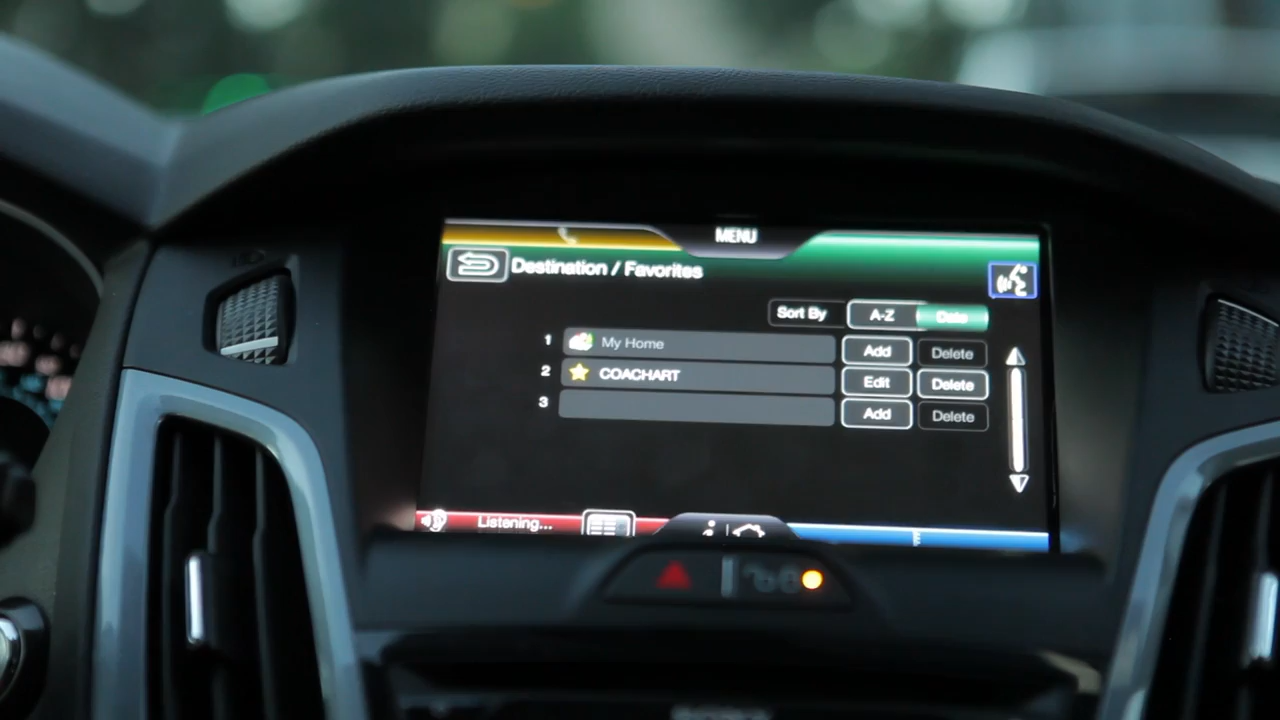 MENU
Destination / Favorites
Sort By A-Z Date
1 My Home Add Delete
2 COACHART Edit Delete
3 Add Delete
Listening...
i